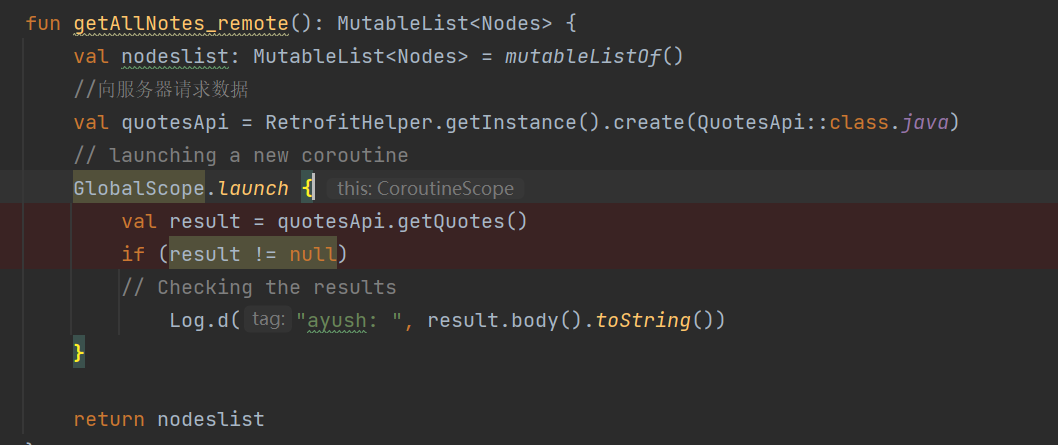 fun getAllNotes_remote(): MutableList<Nodes> {
val nodeslist: MutableList<Nodes> = mutableListOf()
//向服务器请求数据
val quotesApi = RetrofitHelper.getInstance().create(QuotesApi::class.java)
// launching a new coroutine
GlobalScope.launch { this: CoroutineScope
val result = quotesApi.getQuotes()
if (result != null)
// Checking the results
Log.d( tag: "ayush: ", result.body().toString())
}
return nodeslist